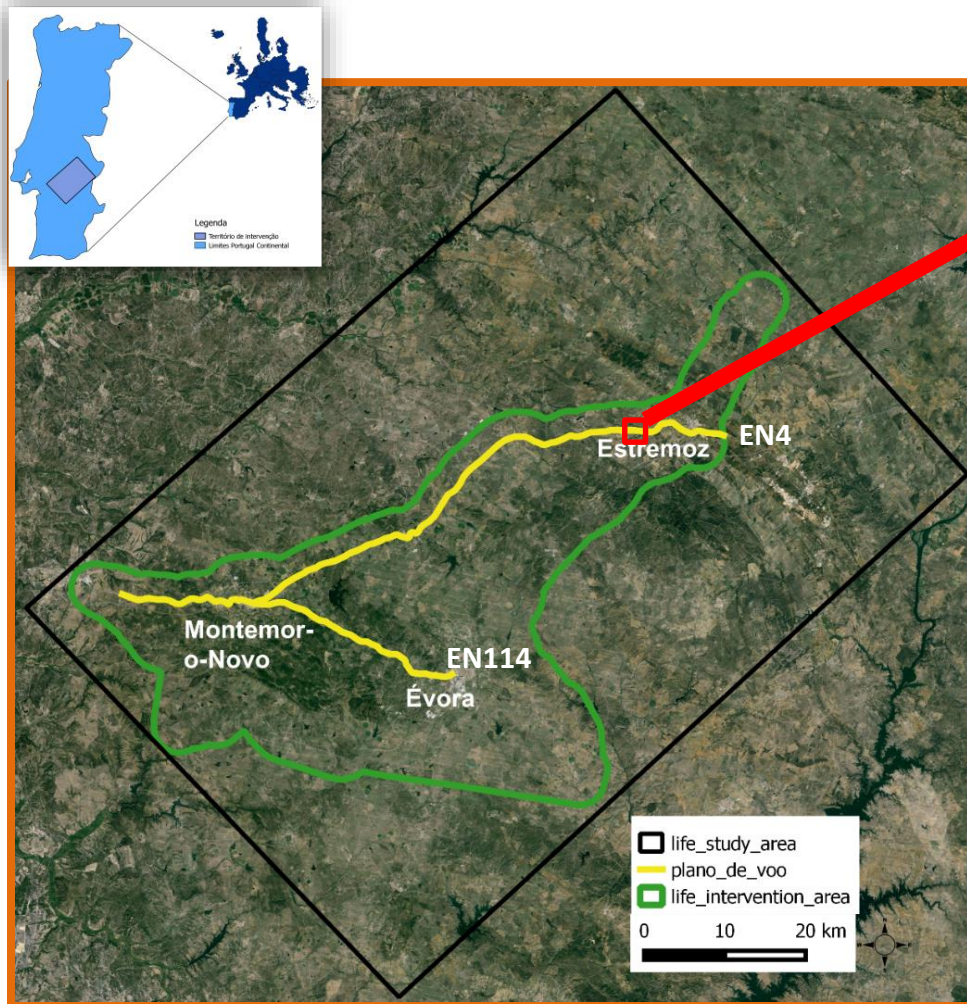 Legenda
Território de intervenção
Limites Portugal Continental
EN4
Estremoz
Montemor-
o-Novo
EN114
Évora
life_study_area
plano_de_voo
life_intervention_area
0 10 20 km